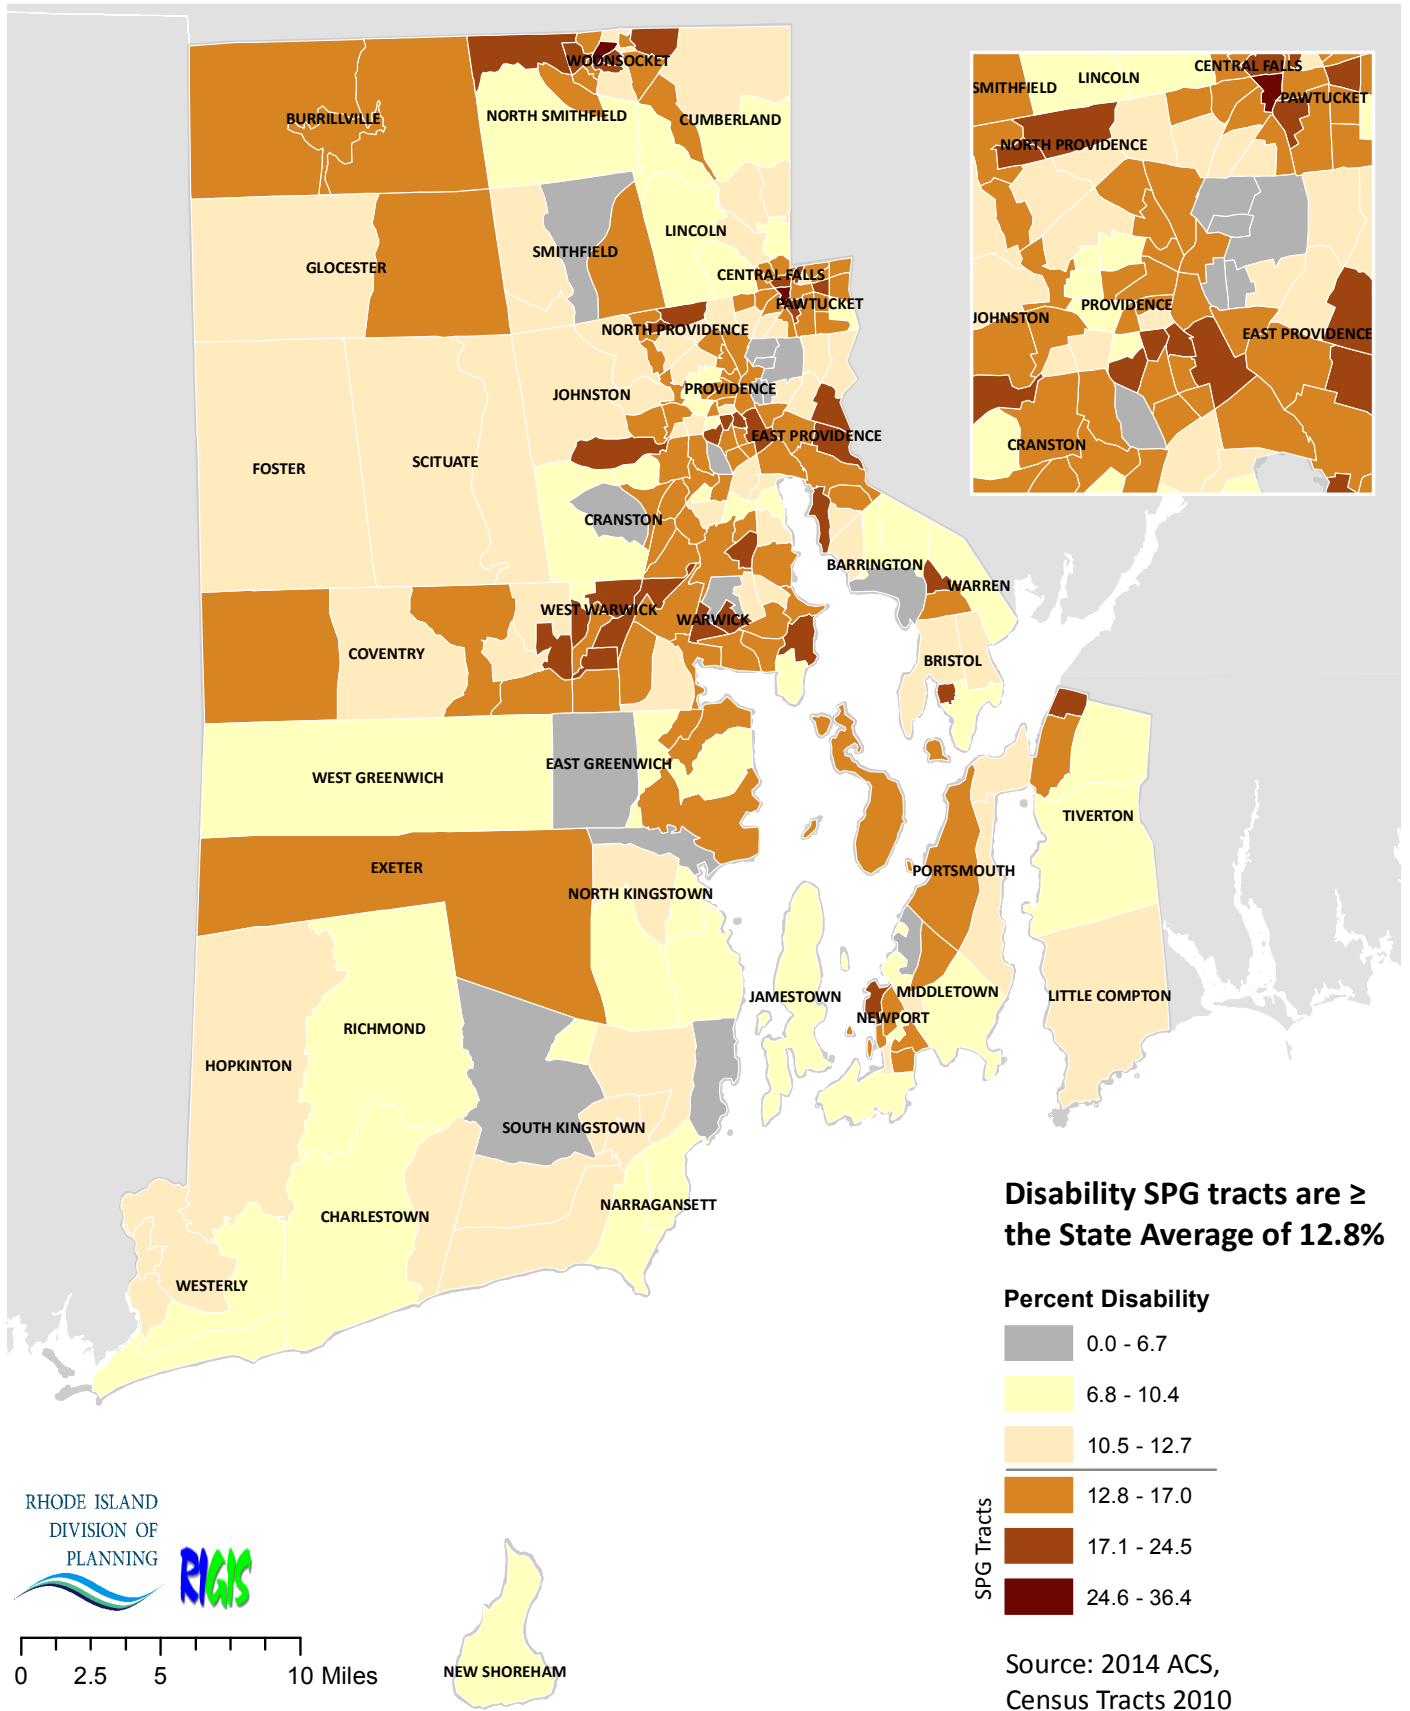 WOONSOCKET
BURRILLVILLE
NORTH SMITHFIELD
CUMBERLAND
SMITHFIELD
LINCOLN
GLOCESTER
CENTRAL FALLS
PAWTUCKET
NORTH PROVIDENCE
JOHNSTON
PROVIDENCE
EAST PROVIDENCE
FOSTER
SCITUATE
CRANSTON
BARRINGTON
WARREN
WEST WARWICK
WARWICK
COVENTRY
BRISTOL
WEST GREENWICH
EAST GREENWICH
TIVERTON
EXETER
PORTSMOUTH
NORTH KINGSTOWN
JAMESTOWN
MIDDLETOWN
LITTLE COMPTON
NEWPORT
RICHMOND
HOPKINTON
SOUTH KINGSTOWN
NARRAGANSETT
CHARLESTOWN
WESTERLY
NEW SHOREHAM
CENTRAL FALLS
LINCOLN
SMITHFIELD
PAWTUCKET
NORTH PROVIDENCE
PROVIDENCE
JOHNSTON
EAST PROVIDENCE
CRANSTON
Disability SPG tracts are ≥
the State Average of 12.8%
Percent Disability
0.0 - 6.7
6.8 - 10.4
10.5 - 12.7
SPG Tracts
12.8 - 17.0
17.1 - 24.5
24.6 - 36.4
Source: 2014 ACS,
Census Tracts 2010
RHODE ISLAND
DIVISION OF
PLANNING
RIGIS
0 2.5 5 10 Miles